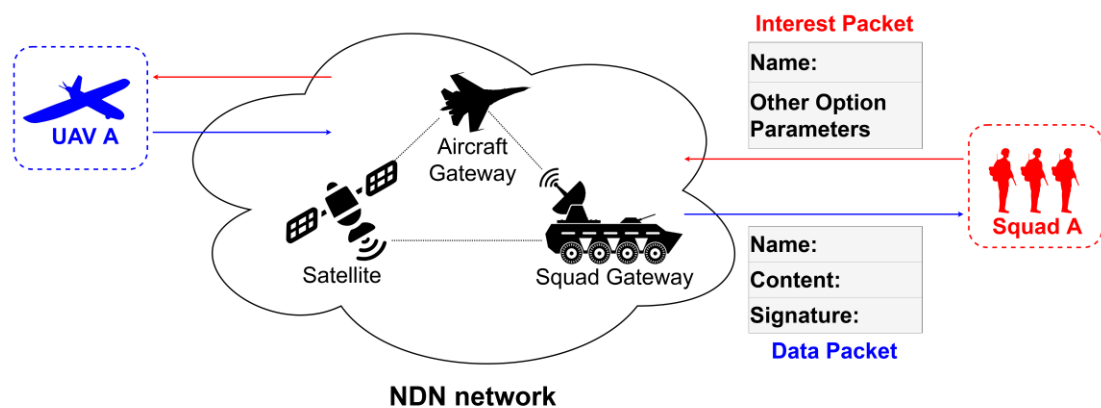 Interest Packet
Name:
Other Option
Parameters
UAV A
Aircraft
Gateway
Satellite
Squad Gateway
Squad A
Name:
Content:
Signature:
Data Packet
NDN network